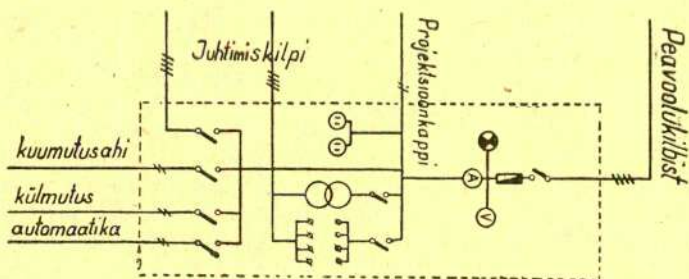 Juhtimiskilpi
Projektsioonkappi
Peavoolukilbist
kuumutusahi
külmutus
automaatika
A
V